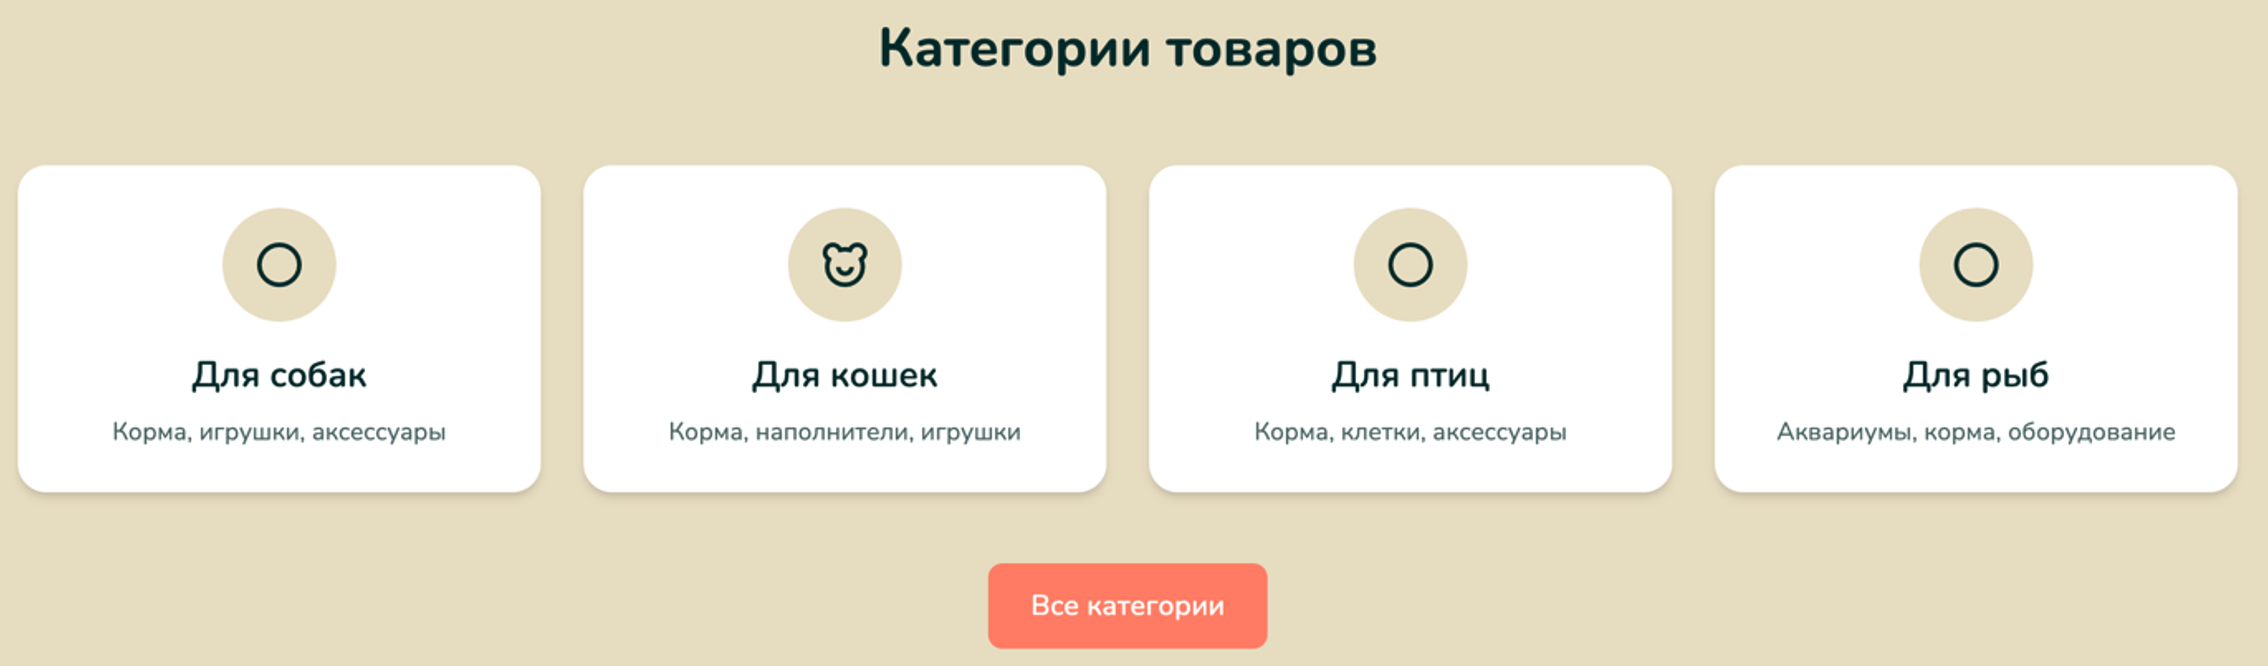 Категории товаров
Для собак
Корма, игрушки, аксессуары
Для кошек
Корма, наполнители, игрушки
Для птиц
Корма, клетки, аксессуары
Для рыб
Аквариумы, корма, оборудование
Все категории